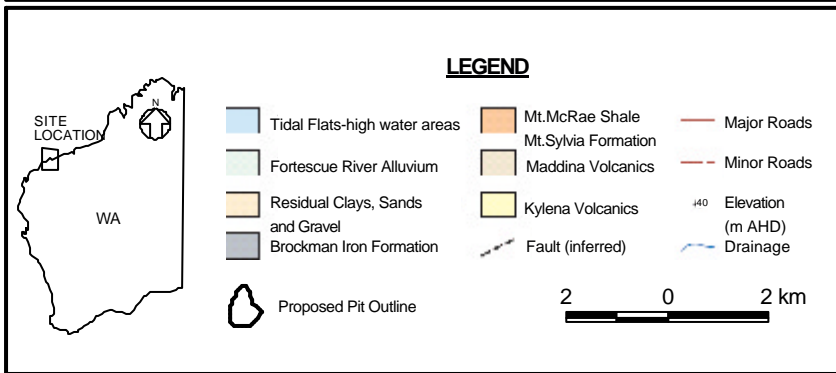 LEGEND
SITE
LOCATION
N
WA
Tidal Flats-high water areas
Fortescue River Alluvium
Residual Clays, Sands
and Gravel
Brockman Iron Formation
Proposed Pit Outline
Mt.McRae Shale
Mt.Sylvia Formation
Maddina Volcanics
Kylena Volcanics
Fault (inferred)
Major Roads
Minor Roads
40 Elevation
(m AHD)
Drainage
2 0 2 km